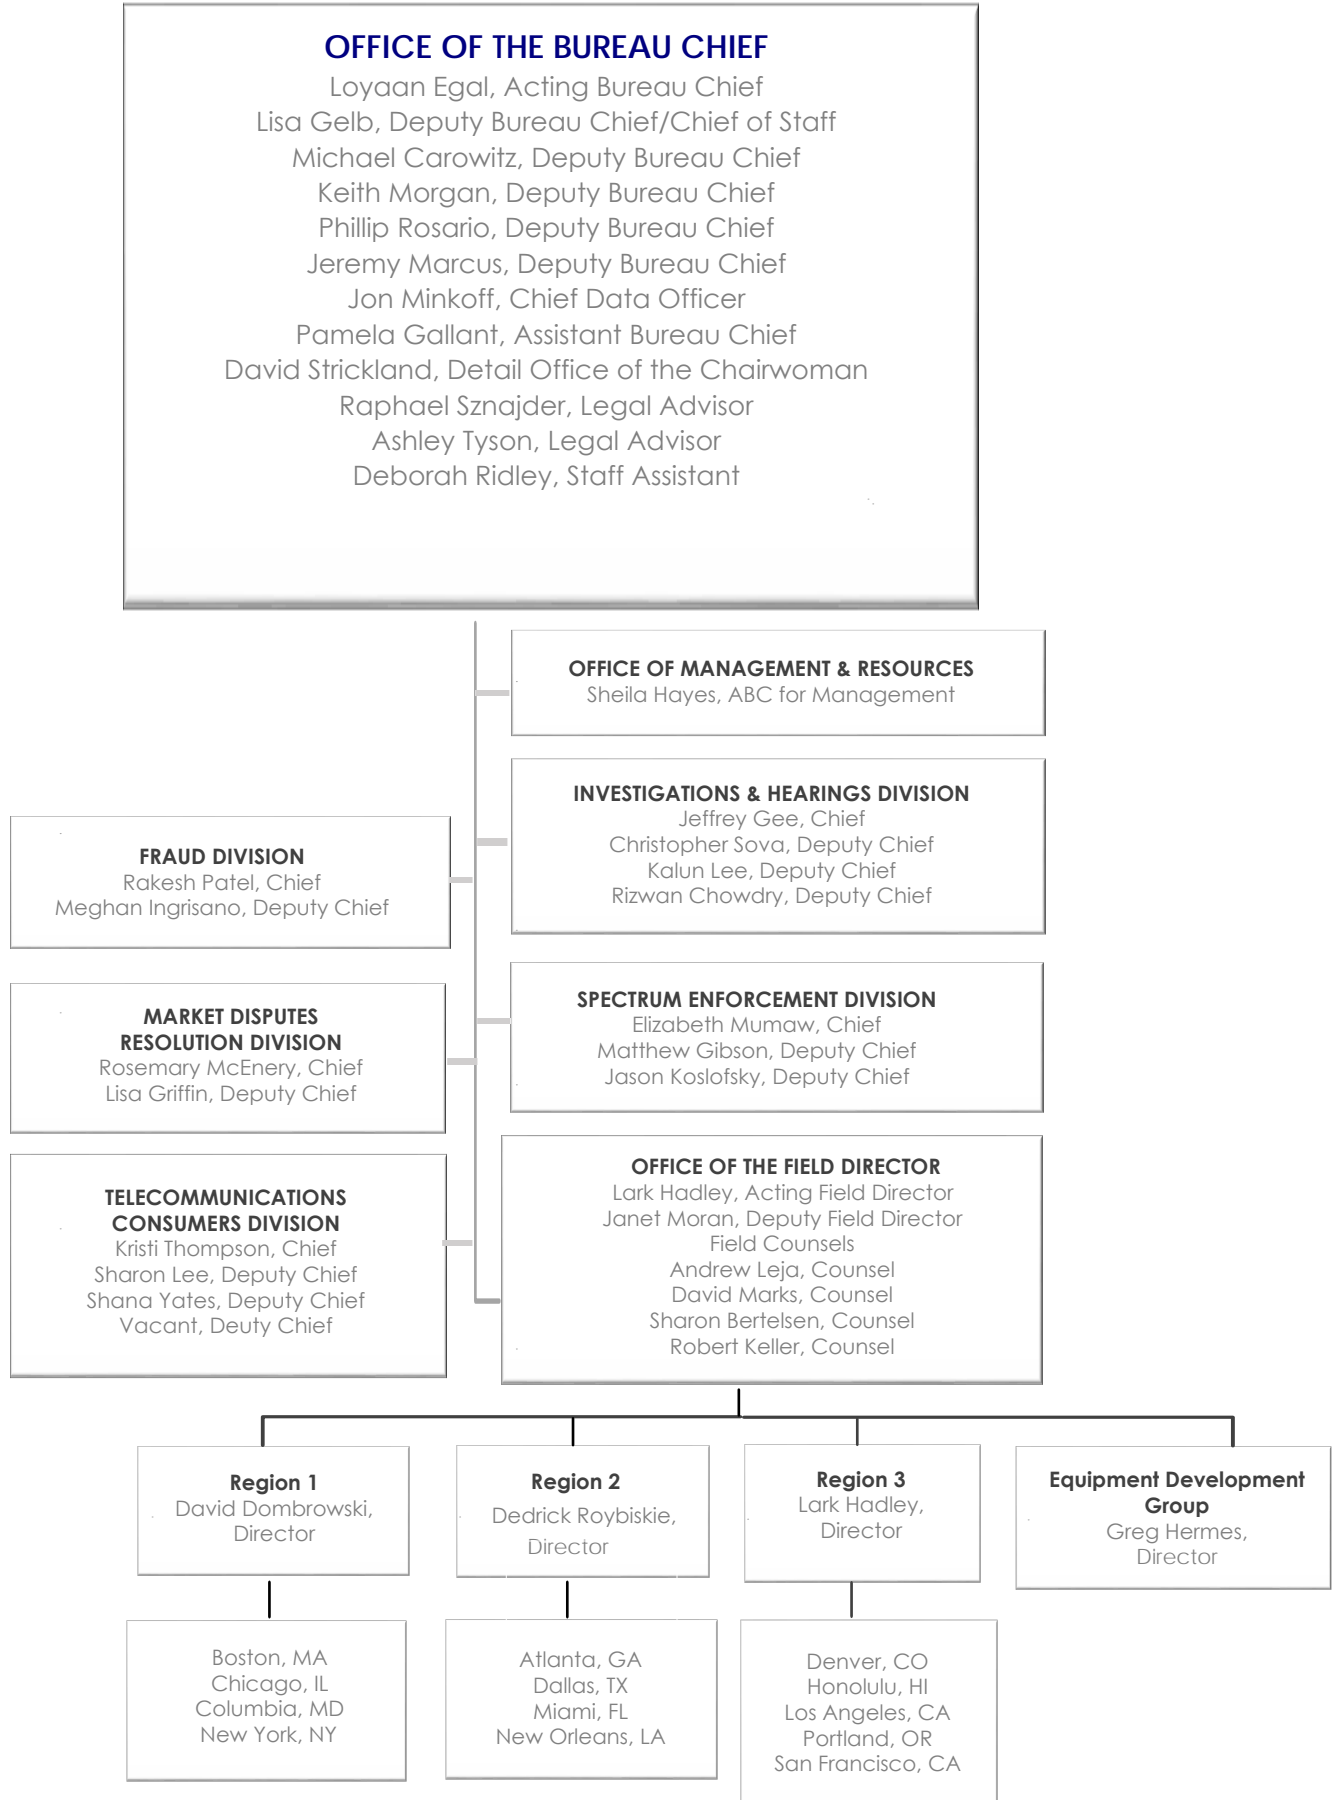 OFFICE OF THE BUREAU CHIEF
Loyaan Egal, Acting Bureau Chief
Lisa Gelb, Deputy Bureau Chief/Chief of Staff
Michael Carowitz, Deputy Bureau Chief
Keith Morgan, Deputy Bureau Chief
Phillip Rosario, Deputy Bureau Chief
Jeremy Marcus, Deputy Bureau Chief
Jon Minkoff, Chief Data Officer
Pamela Gallant, Assistant Bureau Chief
David Strickland, Detail Office of the Chairwoman
Raphael Sznajder, Legal Advisor
Ashley Tyson, Legal Advisor
Deborah Ridley, Staff Assistant
OFFICE OF MANAGEMENT & RESOURCES
Sheila Hayes, ABC for Management
INVESTIGATIONS & HEARINGS DIVISION
Jeffrey Gee, Chief
Christopher Sova, Deputy Chief
Kalun Lee, Deputy Chief
Rizwan Chowdry, Deputy Chief
FRAUD DIVISION
Rakesh Patel, Chief
Meghan Ingrisano, Deputy Chief
SPECTRUM ENFORCEMENT DIVISION
Elizabeth Mumaw, Chief
Matthew Gibson, Deputy Chief
Jason Koslofsky, Deputy Chief
MARKET DISPUTES
RESOLUTION DIVISION
Rosemary McEnery, Chief
Lisa Griffin, Deputy Chief
OFFICE OF THE FIELD DIRECTOR
Lark Hadley, Acting Field Director
Janet Moran, Deputy Field Director
Field Counsels
Andrew Leja, Counsel
David Marks, Counsel
Sharon Bertelsen, Counsel
Robert Keller, Counsel
TELECOMMUNICATIONS
CONSUMERS DIVISION
Kristi Thompson, Chief
Sharon Lee, Deputy Chief
Shana Yates, Deputy Chief
Vacant, Deuty Chief
Region 1
David Dombrowski,
Director
Region 2
Dedrick Roybiskie,
Director
Region 3
Lark Hadley,
Director
Equipment Development
Group
Greg Hermes,
Director
Boston, MA
Chicago, IL
Columbia, MD
New York, NY
Atlanta, GA
Dallas, TX
Miami, FL
New Orleans, LA
Denver, CO
Honolulu, HI
Los Angeles, CA
Portland, OR
San Francisco, CA